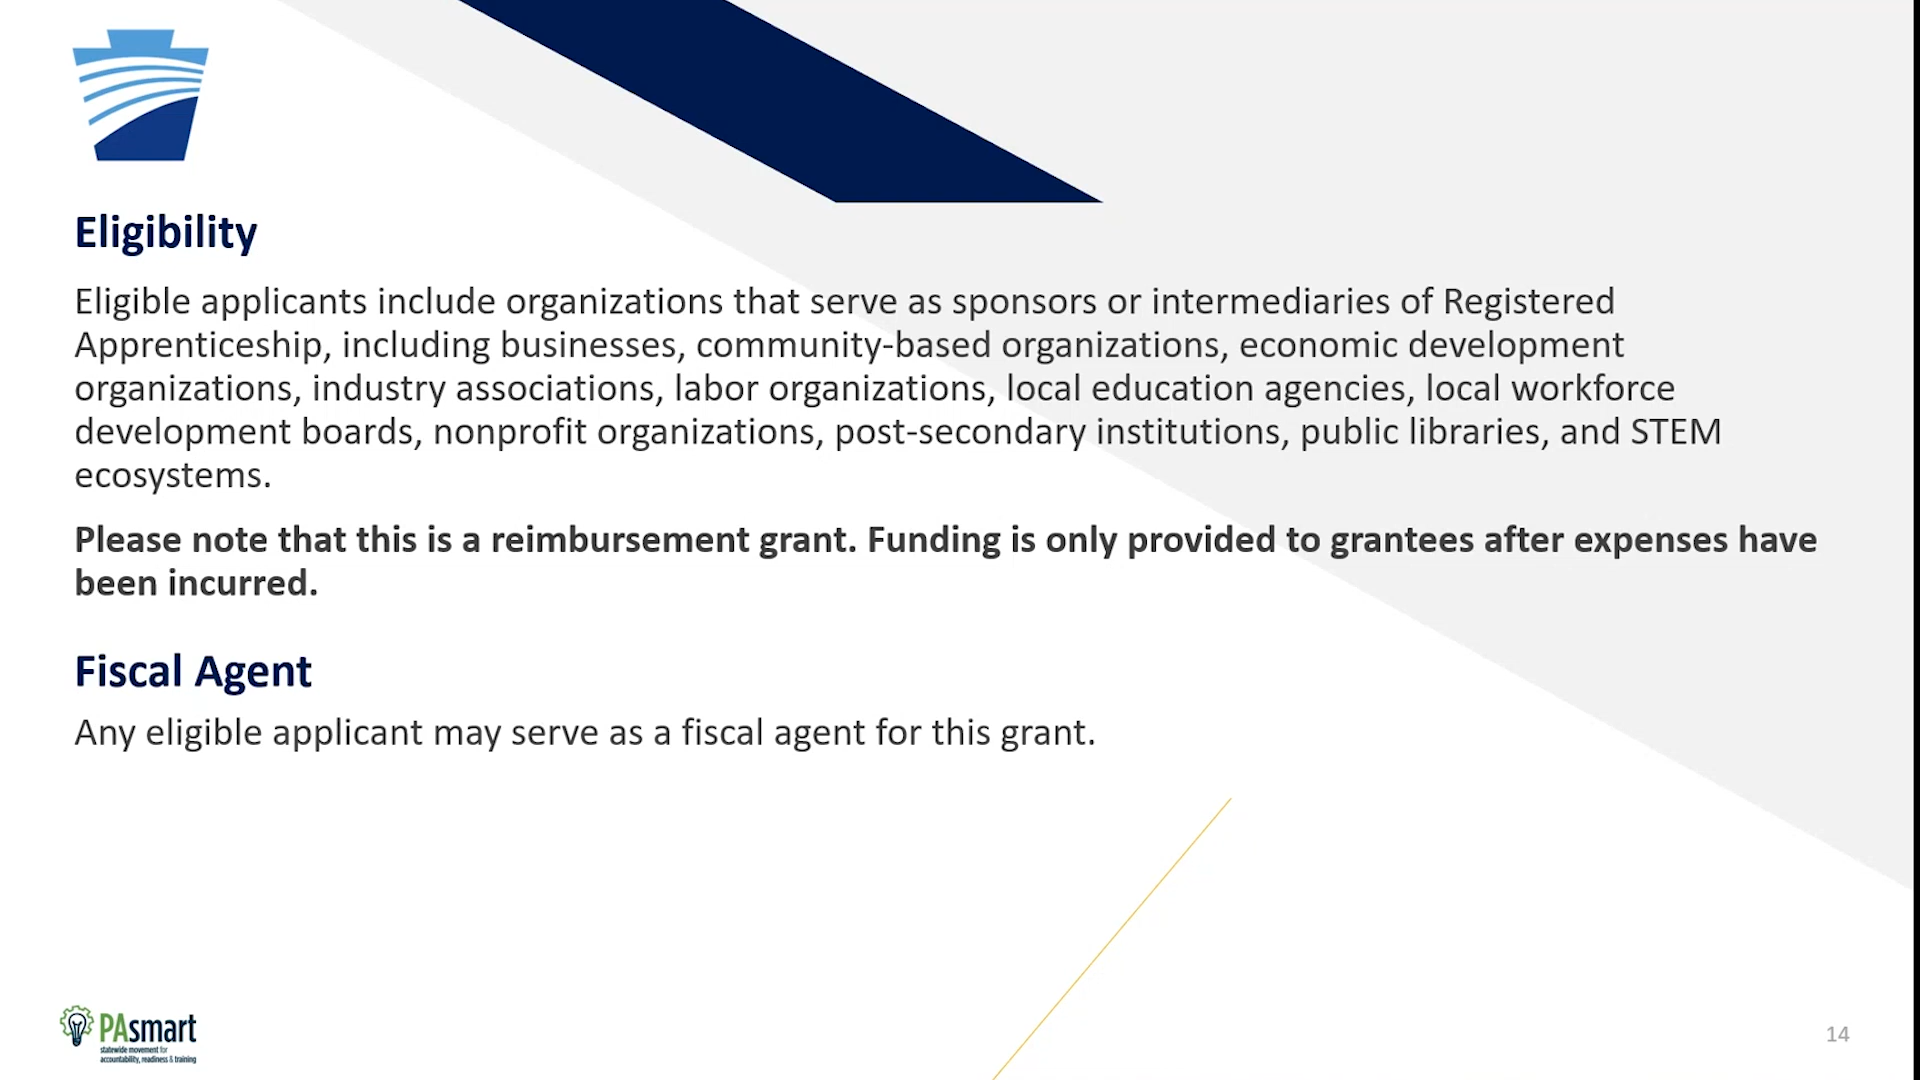 Eligibility
Eligible applicants include organizations that serve as sponsors or intermediaries of Registered
Apprenticeship, including businesses, community-based organizations, economic development
organizations, industry associations, labor organizations, local education agencies, local workforce
development boards, nonprofit organizations, post-secondary institutions, public libraries, and STEM
ecosystems.
Please note that this is a reimbursement grant. Funding is only provided to grantees after expenses have
been incurred.
Fiscal Agent
Any eligible applicant may serve as a fiscal agent for this grant.
PAsmart
statewide movement for
accountability, readiness & training
14